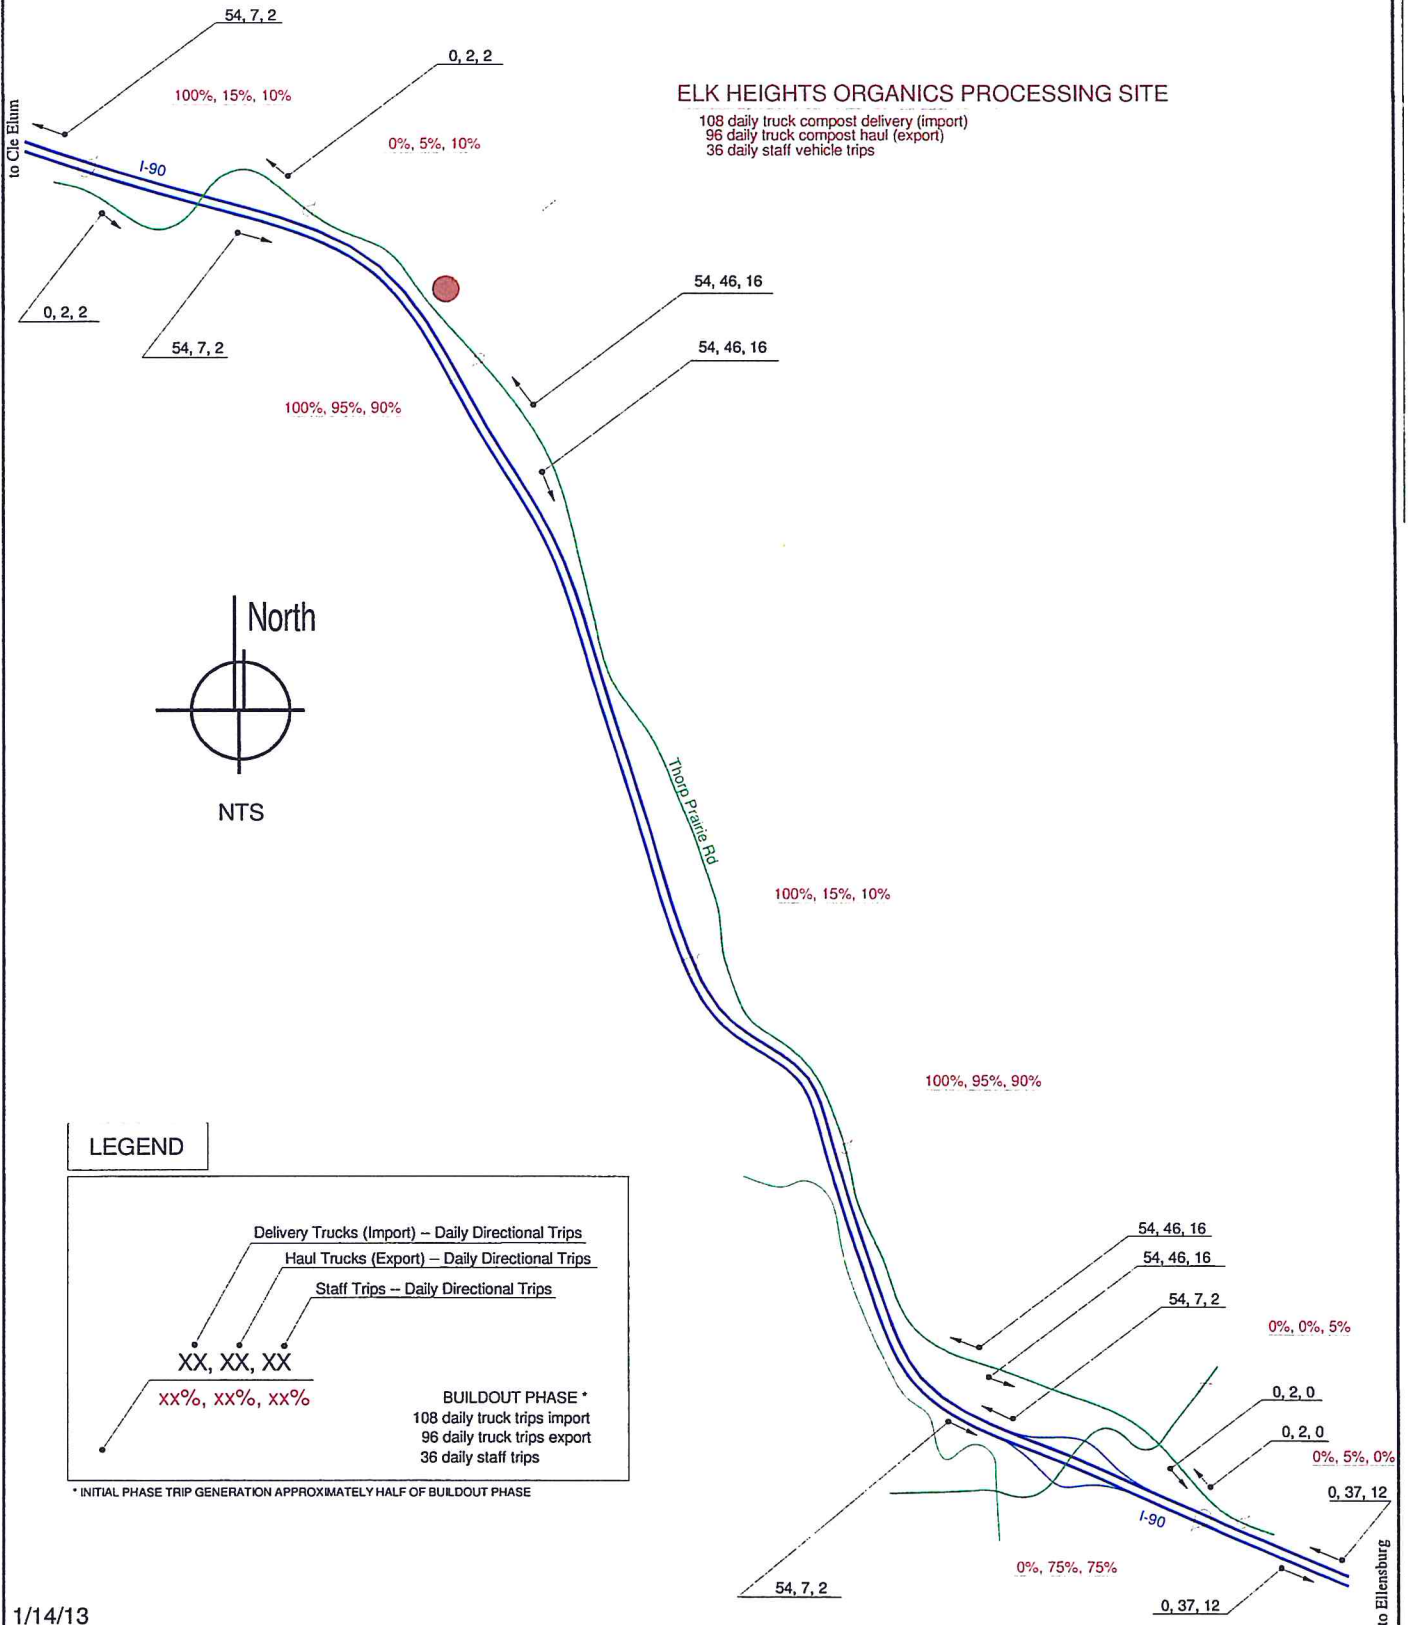 54, 7, 2
0, 2, 2
100%, 15%, 10%
ELK HEIGHTS ORGANICS PROCESSING SITE
108 daily truck compost delivery (import)
96 daily truck compost haul (export)
36 daily staff vehicle trips
to Cle Elum
0%, 5%, 10%
I-90
54, 46, 16
0, 2, 2
54, 7, 2
54, 46, 16
100%, 95%, 90%
North
NTS
Thorp Prairie Rd
100%, 15%, 10%
100%, 95%, 90%
LEGEND
Delivery Trucks (Import) – Daily Directional Trips
Haul Trucks (Export) – Daily Directional Trips
Staff Trips – Daily Directional Trips
XX, XX, XX
xx%, xx%, xx%
BUILDOUT PHASE *
108 daily truck trips import
96 daily truck trips export
36 daily staff trips
* INITIAL PHASE TRIP GENERATION APPROXIMATELY HALF OF BUILDOUT PHASE
54, 46, 16
54, 46, 16
54, 7, 2
0%, 0%, 5%
0, 2, 0
0, 2, 0
0%, 5%, 0%
0, 37, 12
I-90
0%, 75%, 75%
54, 7, 2
0, 37, 12
to Ellensburg
1/14/13